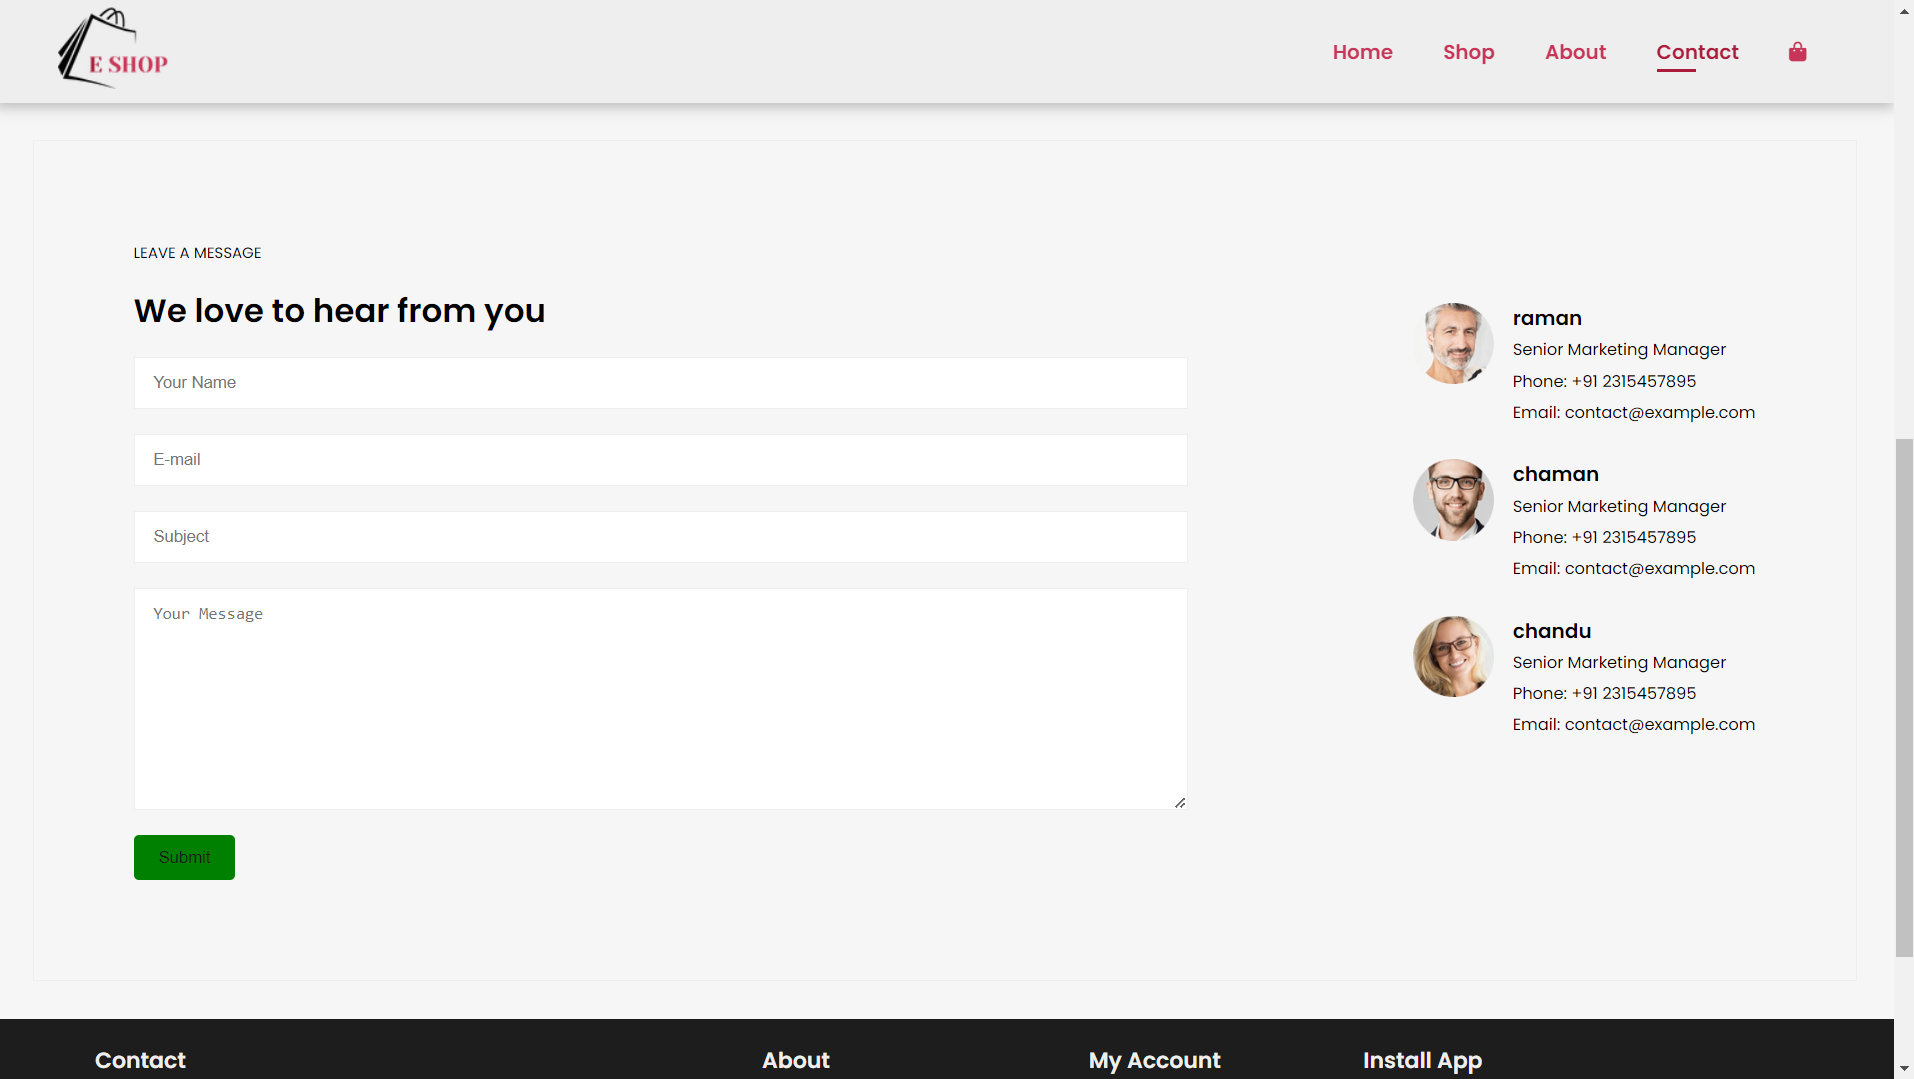 E SHOP
Home
Shop
About
Contact
LEAVE A MESSAGE
We love to hear from you
Your Name
E-mail
Subject
Your Message
Submit
raman
Senior Marketing Manager
Phone: +91 2315457895
Email: contact@example.com
chaman
Senior Marketing Manager
Phone: +91 2315457895
Email: contact@example.com
chandu
Senior Marketing Manager
Phone: +91 2315457895
Email: contact@example.com
Contact
About
My Account
Install App